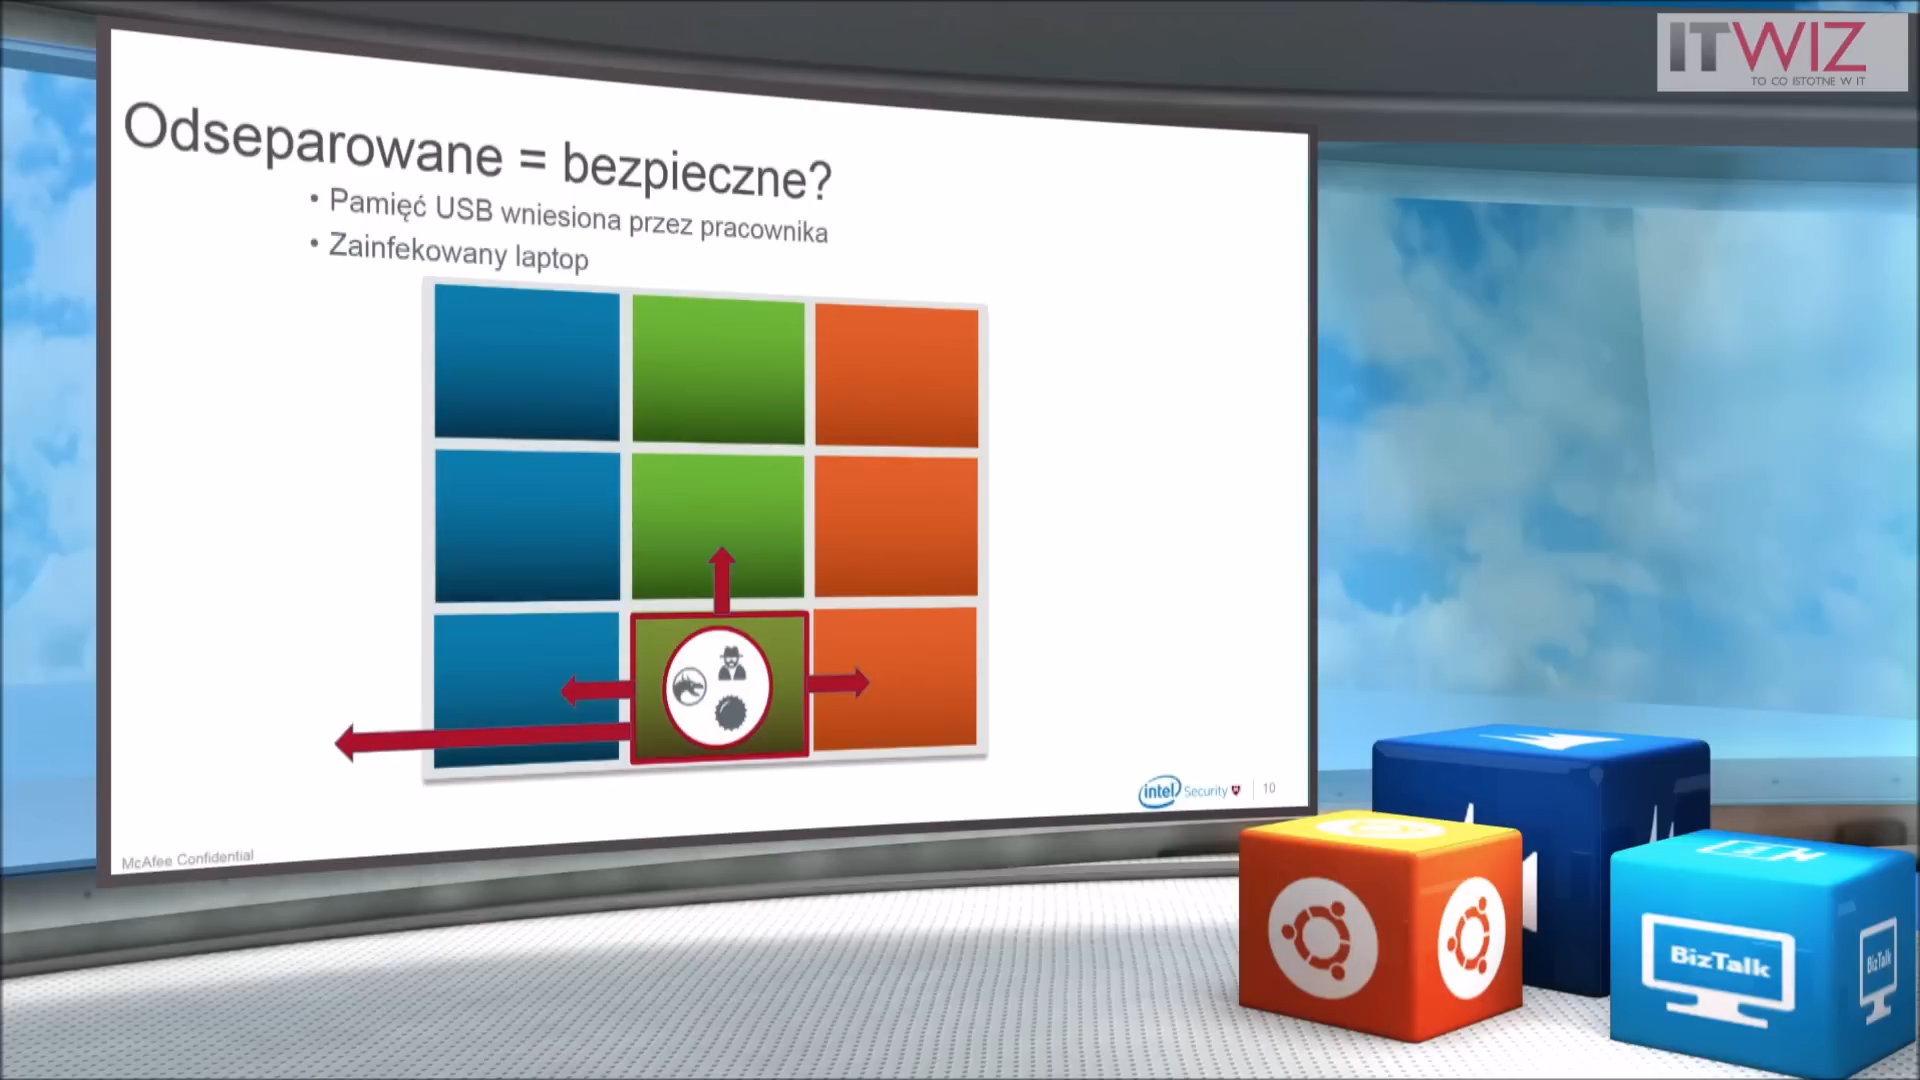 ITWIZ
TO CO ISTOTNE W IT
Odseparowane = bezpieczne?
• Pamięć USB wniesiona przez pracownika
• Zainfekowany laptop
intel Security
10
McAfee Confidential
BizTalk
BizTalk